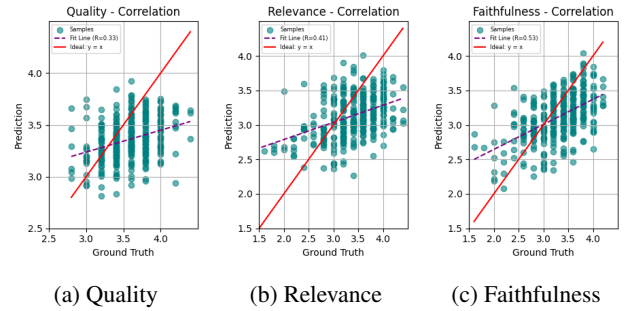 Quality - Correlation
Samples
Fit Line (R=0.33)
Ideal: y = x
4.0
3.5
3.0
2.5
Prediction
2.5 3.0 3.5 4.0
Ground Truth
(a) Quality
Relevance - Correlation
Samples
Fit Line (R=0.41)
Ideal: y = x
4.0
3.5
3.0
2.5
2.0
1.5
Prediction
1.5 2.0 2.5 3.0 3.5 4.0
Ground Truth
(b) Relevance
Faithfulness - Correlation
Samples
Fit Line (R=0.53)
Ideal: y = x
4.0
3.5
3.0
2.5
2.0
1.5
Prediction
1.5 2.0 2.5 3.0 3.5 4.0
Ground Truth
(c) Faithfulness